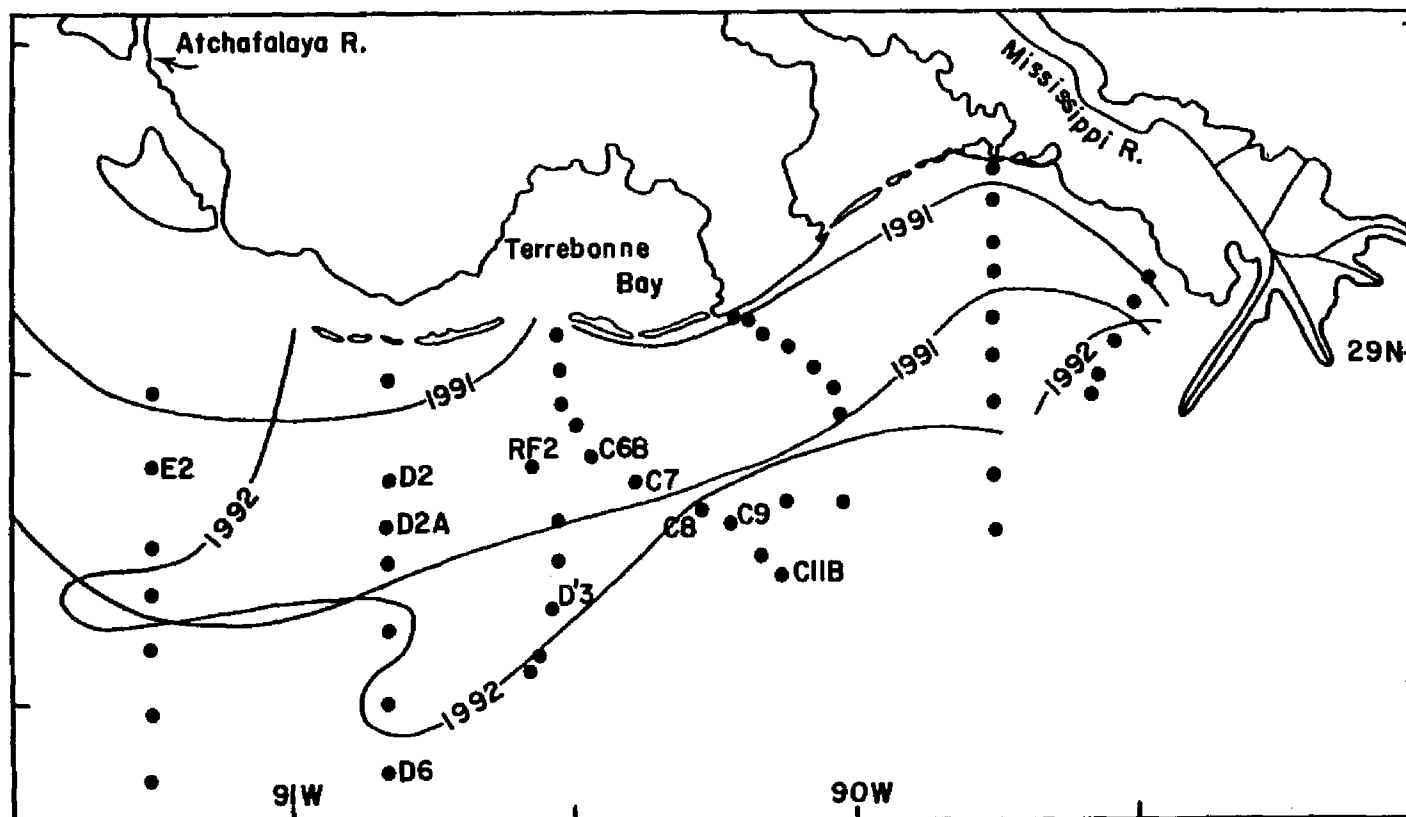 Atchafalaya R.
Mississippi R.
Terrebonne
Bay
1991
1991
1992
29N
1991
RF2
C6B
E2
D2
C7
1992
D2A
C8
C9
C11B
D'3
1992
D6
91W
90W